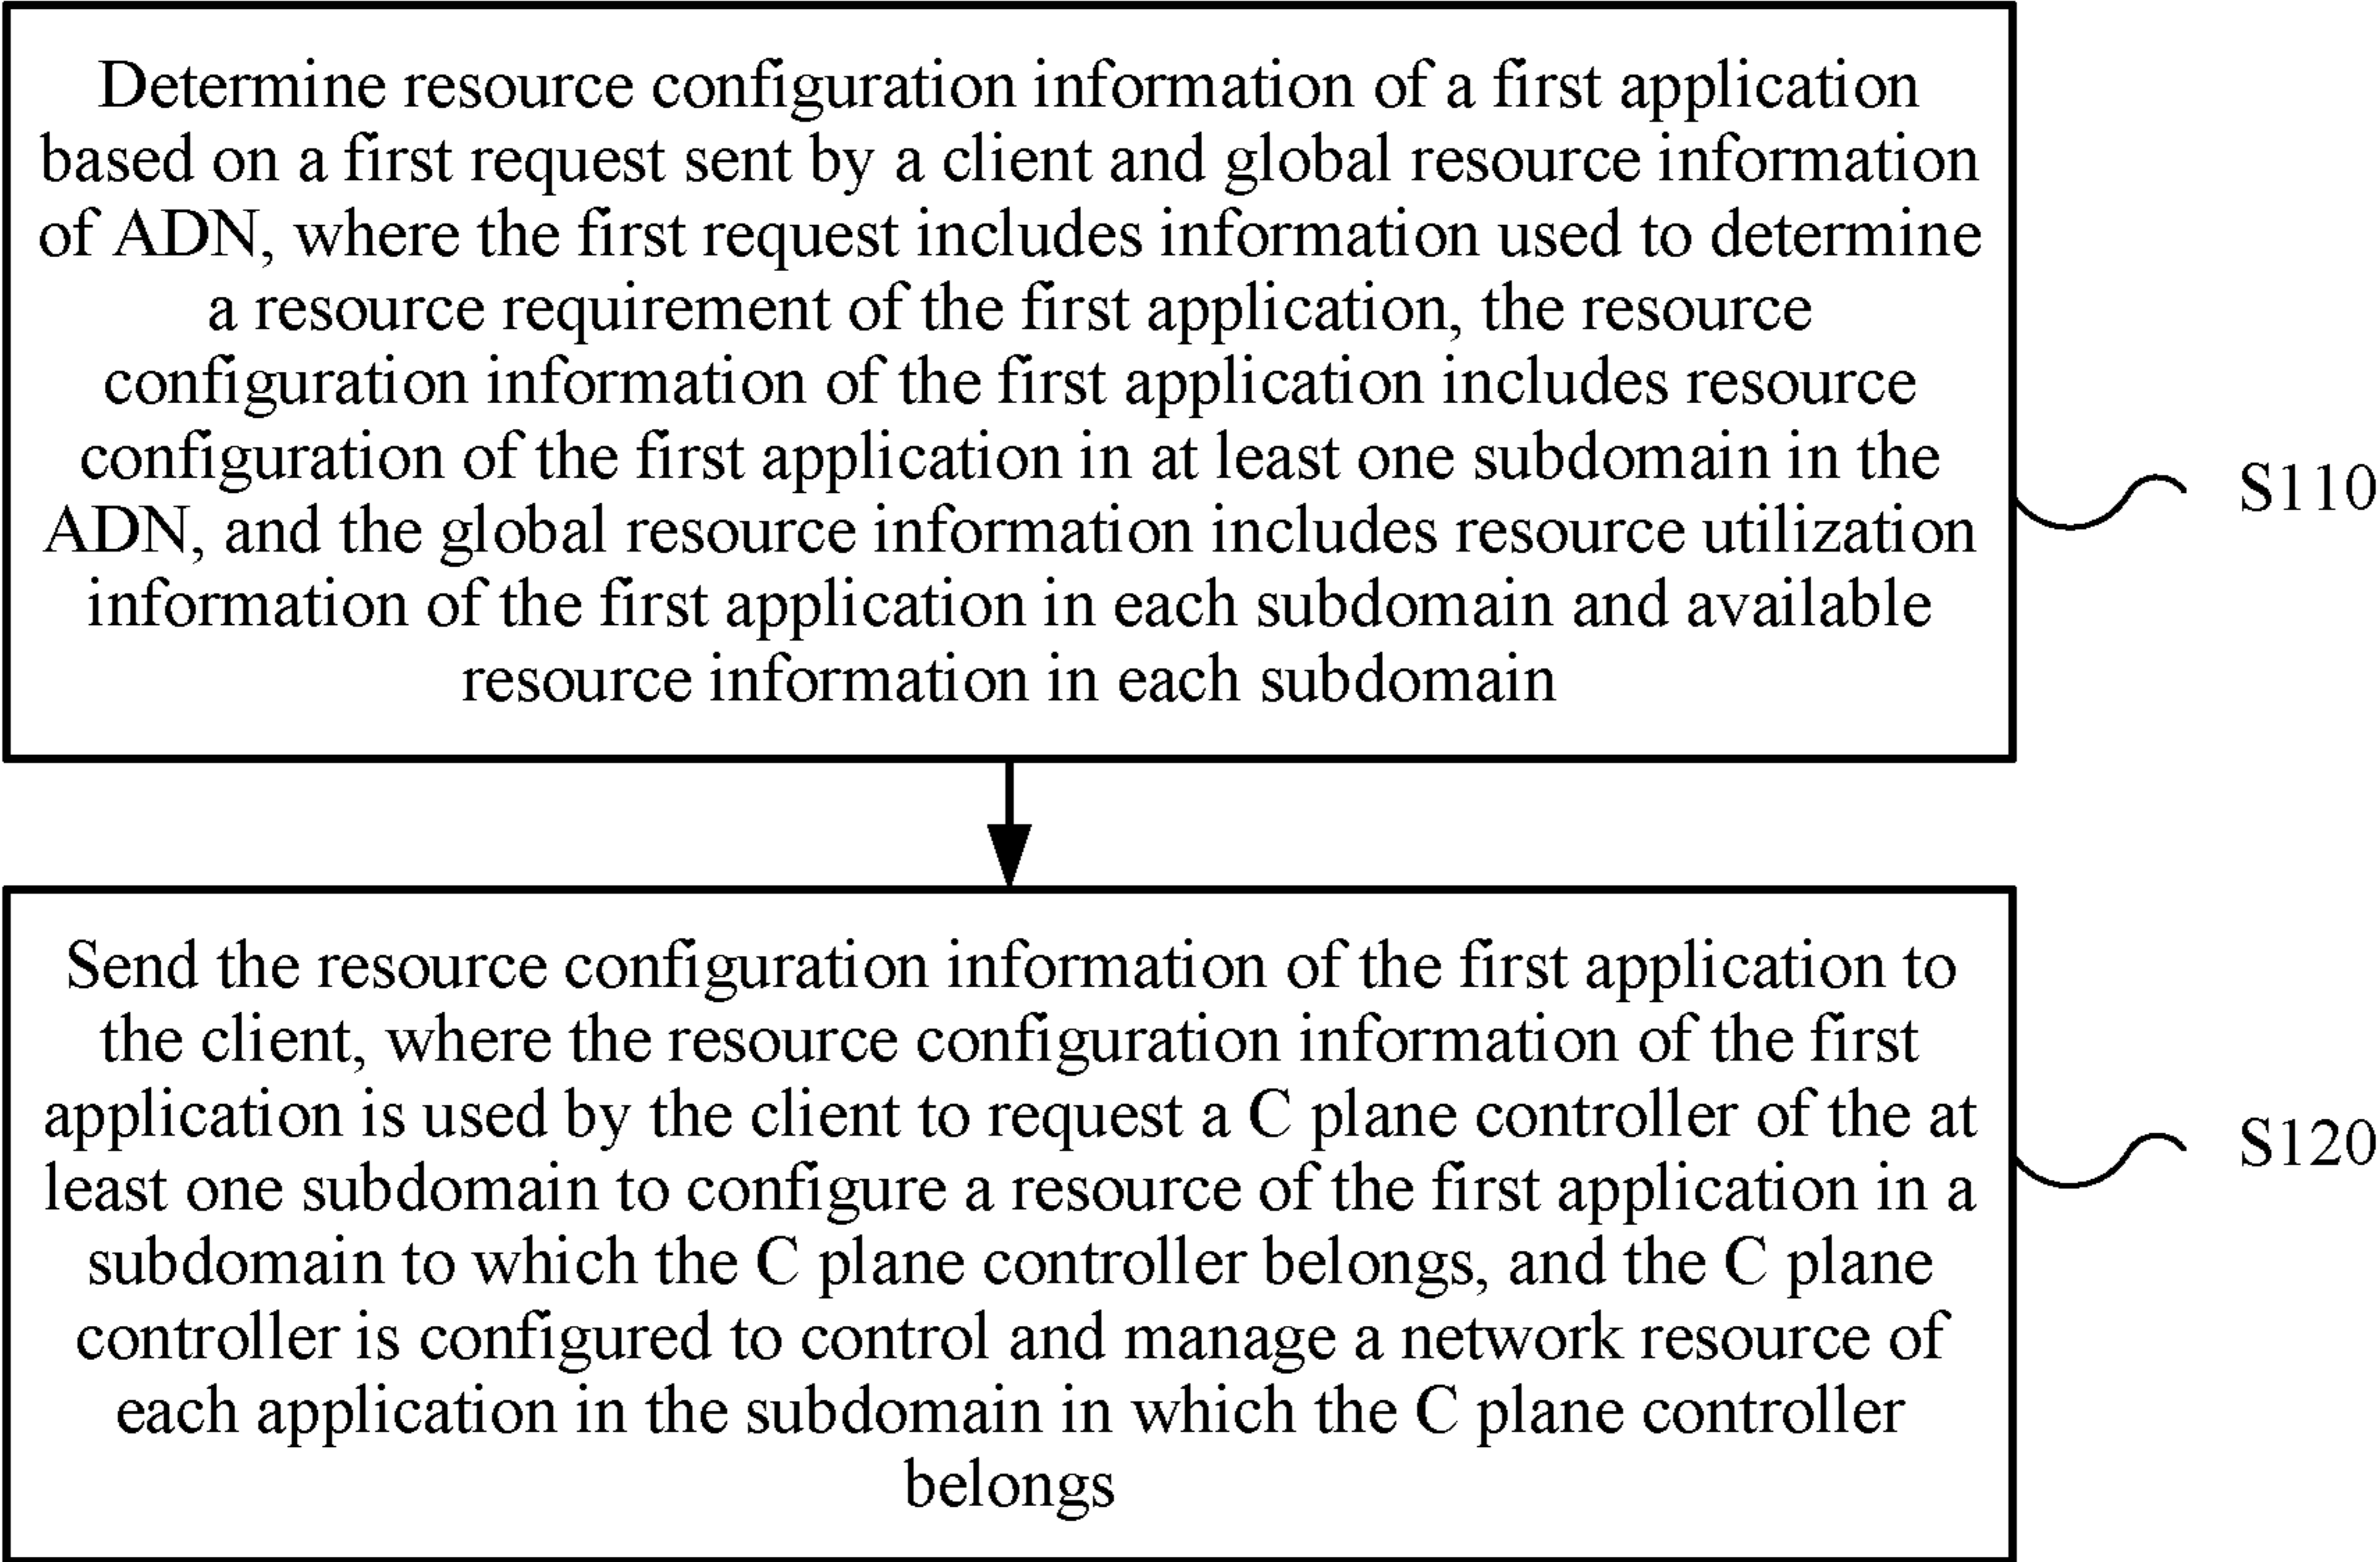 Determine resource configuration information of a first application
based on a first request sent by a client and global resource information
of ADN, where the first request includes information used to determine
a resource requirement of the first application, the resource
configuration information of the first application includes resource
configuration of the first application in at least one subdomain in the
ADN, and the global resource information includes resource utilization
information of the first application in each subdomain and available
resource information in each subdomain
S110
Send the resource configuration information of the first application to
the client, where the resource configuration information of the first
application is used by the client to request a C plane controller of the at
least one subdomain to configure a resource of the first application in a
subdomain to which the C plane controller belongs, and the C plane
controller is configured to control and manage a network resource of
each application in the subdomain in which the C plane controller
belongs
S120